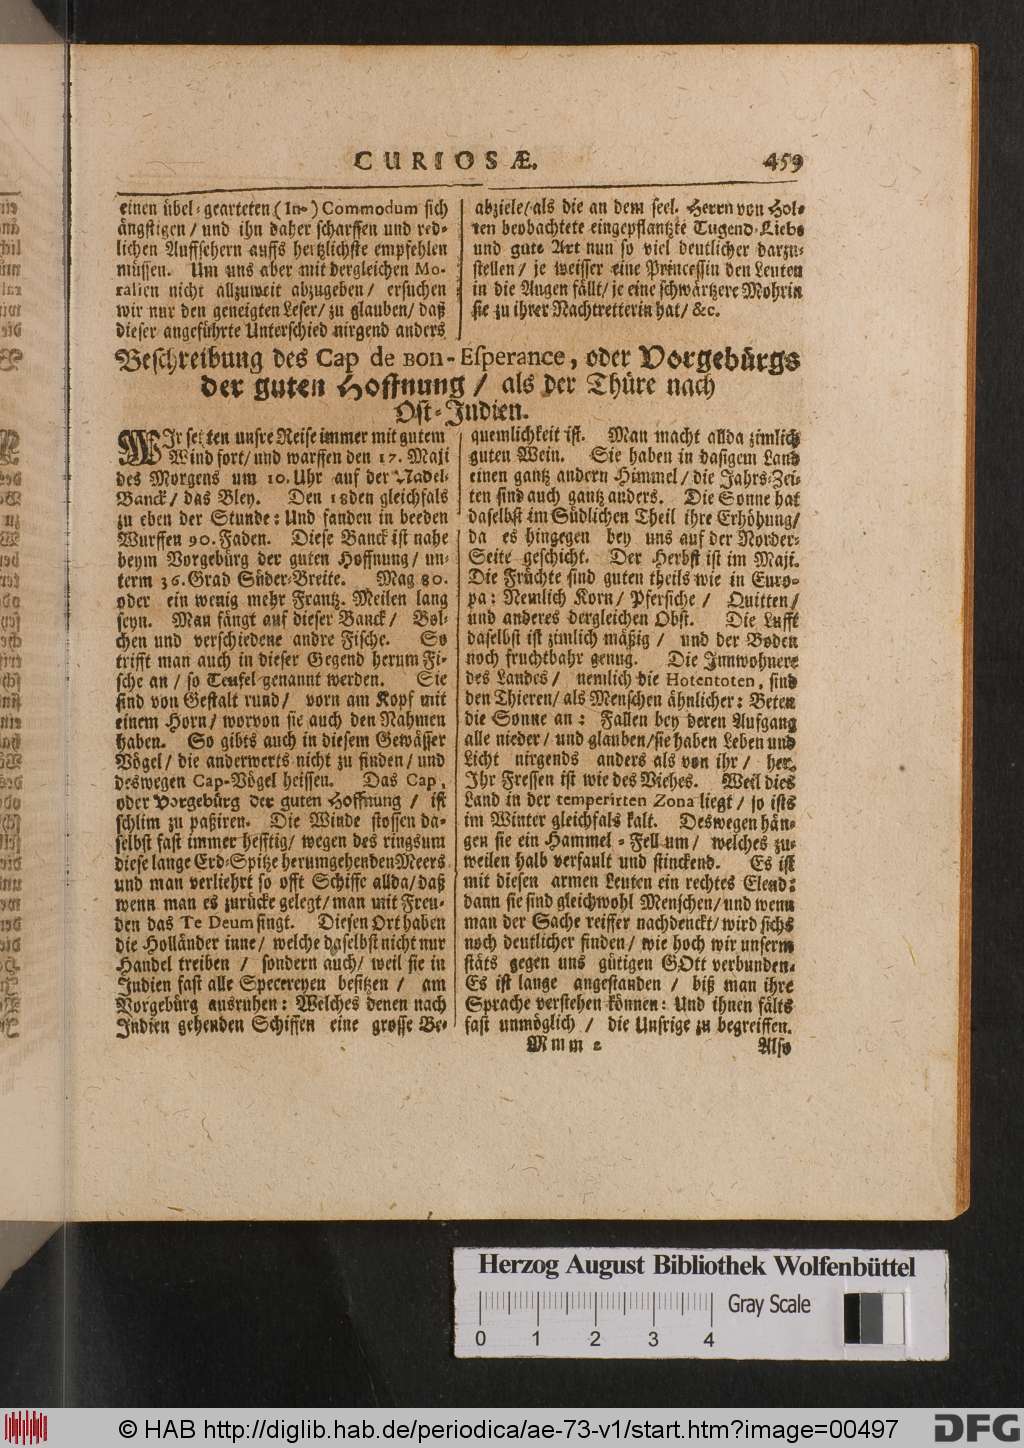 CURIOSÆ.
459
einen übel-gearteten (In-) Commodum sich
ängstigen / und ihn daher scharffen und red-
lichen Auffsehern auffs hertzlichste empfehlen
müssen. Um uns aber mit dergleichen Mo-
ralien nicht allzuweit abzugeben / ersuchen
wir nur den geneigten Leser / zu glauben / daß
dieser angeführte Unterschied nirgend anders
abziele / als die an dem seel. Herrn von Hol-
ten beobachtete eingepflantzte Tugend-Liebe
und gute Art nun so viel deutlicher darzu-
stellen / je weisser eine Princessin den Leuten
in die Augen fällt / je eine schwärtzere Mohrin
sie zu ihrer Nachtretterin hat / &c.
Beschreibung des Cap de Bon-Esperance, oder Vorgebürgs
der guten Hoffnung / als der Thüre nach
Ost-Indien.
WIr setzten unsre Reise immer mit gutem
Wind fort / und warffen den 17. Maji
des Morgens um 10. Uhr auf der Nadel-
Banck / das Bley. Den 18den gleichfals
zu eben der Stunde: Und fanden in beeden
Wurffen 90. Faden. Diese Banck ist nahe
beym Vorgebürg der guten Hoffnung / un-
term 36. Grad Süder-Breite. Mag 80.
oder ein wenig mehr Frantz. Meilen lang
seyn. Man fängt auf dieser Banck / Bol-
chen und verschiedene andre Fische. So
trifft man auch in dieser Gegend herum Fi-
sche an / so Teufel genannt werden. Sie
sind von Gestalt rund / vorn am Kopf mit
einem Horn / worvon sie auch den Nahmen
haben. So gibts auch in diesem Gewässer
Vögel / die anderwerts nicht zu finden / und
deswegen Cap-Vögel heissen. Das Cap,
oder Vorgebürg der guten Hoffnung / ist
schlim zu paßiren. Die Winde stossen da-
selbst fast immer hefftig / wegen des ringsum
diese lange Erd-Spitze herumgehenden Meers
und man verliehrt so offt Schiffe allda / daß
wenn man es zurücke gelegt / man mit Freu-
den das Te Deum singt. Diesen Ort haben
die Holländer inne / welche daselbst nicht nur
Handel treiben / sondern auch / weil sie in
Indien fast alle Specereyen besitzen / am
Vorgebürg ausruhen: Welches denen nach
Indien gehenden Schiffen eine grosse Be-
quemlichkeit ist. Man macht allda zimlich
guten Wein. Sie haben in dasigem Land
einen gantz andern Himmel / die Jahrs-Zei-
ten sind auch gantz anders. Die Sonne hat
daselbst im Südlichen Theil ihre Erhöhung /
da es hingegen bey uns auf der Norder-
Seite geschicht. Der Herbst ist im Maji.
Die Früchte sind guten theils wie in Euro-
pa: Nemlich Korn / Pfersiche / Quitten /
und anderes dergleichen Obst. Die Lufft
daselbst ist zimlich mäßig / und der Boden
noch fruchtbahr genug. Die Innwohnere
des Landes / nemlich die Hotentoten, sind
den Thieren / als Menschen ähnlicher: Beten
die Sonne an: Fallen bey deren Aufgang
alle nieder / und glauben / sie haben Leben und
Licht nirgends anders als von ihr / her.
Ihr Fressen ist wie des Viehes. Weil dies
Land in der temperirten Zona liegt / so ists
im Winter gleichfals kalt. Deswegen hän-
gen sie ein Hammel-Fell um / welches zu-
weilen halb verfault und stinckend. Es ist
mit diesen armen Leuten ein rechtes Elend:
dann sie sind gleichwohl Menschen / und wenn
man der Sache reiffer nachdenckt / wird sichs
noch deutlicher finden / wie hoch wir unserm
stäts gegen uns gütigen GOtt verbunden.
Es ist lange angestanden / biß man ihre
Sprache verstehen können: Und ihnen fälts
fast unmöglich / die Unsrige zu begreiffen.
Mmm 2
Also
Herzog August Bibliothek Wolfenbüttel
Gray Scale
0 1 2 3 4
© HAB http://diglib.hab.de/periodica/ae-73-v1/start.htm?image=00497
DFG